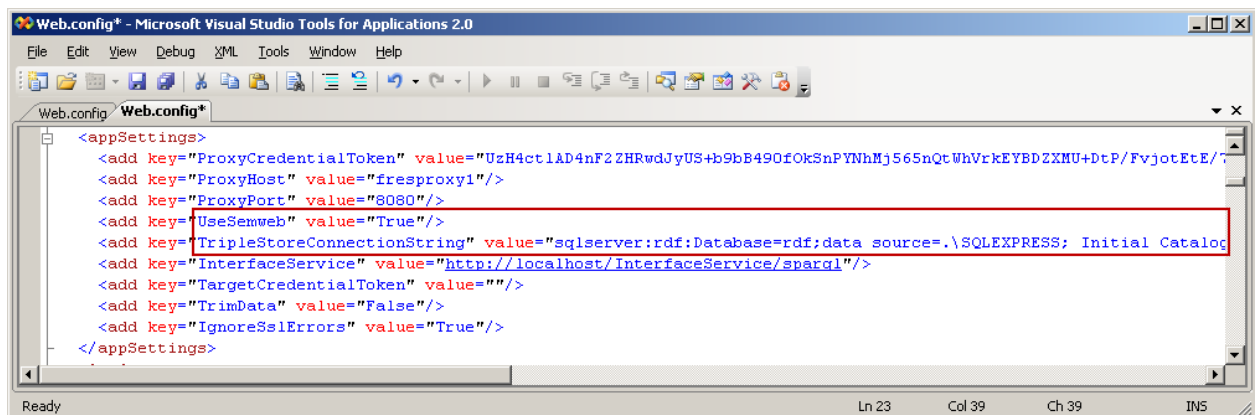 Web.config* - Microsoft Visual Studio Tools for Applications 2.0
File Edit View Debug XML Tools Window Help
Web.config Web.config*
<appSettings>
<add key="ProxyCredentialToken" value="UzH4ct1AD4nF2ZHRwdJyUS+b9bB49OfOkSnPYNhMj565nQtWhVrkEYBDZXMU+DtP/FvjotEtE/
<add key="ProxyHost" value="fresproxy1"/>
<add key="ProxyPort" value="8080"/>
<add key="UseSemweb" value="True"/>
<add key="TripleStoreConnectionString" value="sqlserver:rdf:Database=rdf;data source=.\SQLEXPRESS; Initial Catalog
<add key="InterfaceService" value="http://localhost/InterfaceService/sparql"/>
<add key="TargetCredentialToken" value=""/>
<add key="TrimData" value="False"/>
<add key="IgnoreSslErrors" value="True"/>
</appSettings>
Ready Ln 23 Col 39 Ch 39 INS